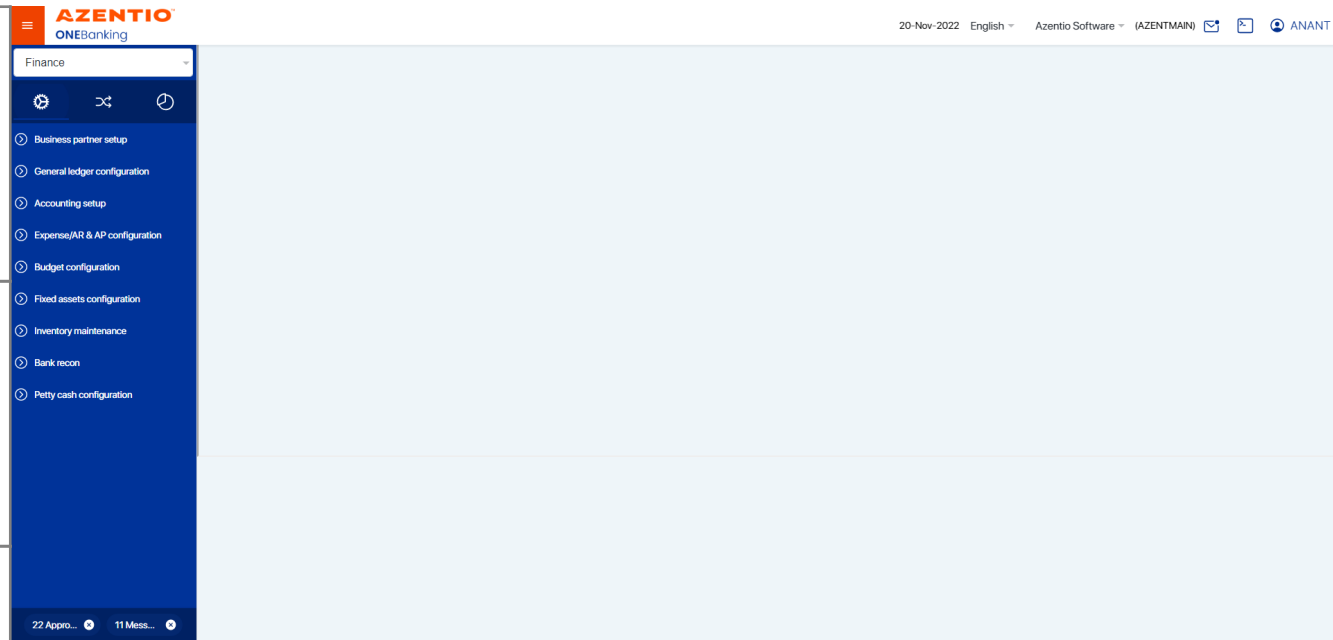 AZENTIO™
ONEBanking
20-Nov-2022 English Azentio Software (AZENTMAIN) ANANT
Finance
Business partner setup
General ledger configuration
Accounting setup
Expense/AR & AP configuration
Budget configuration
Fixed assets configuration
Inventory maintenance
Bank recon
Petty cash configuration
22 Appro... 11 Mess...